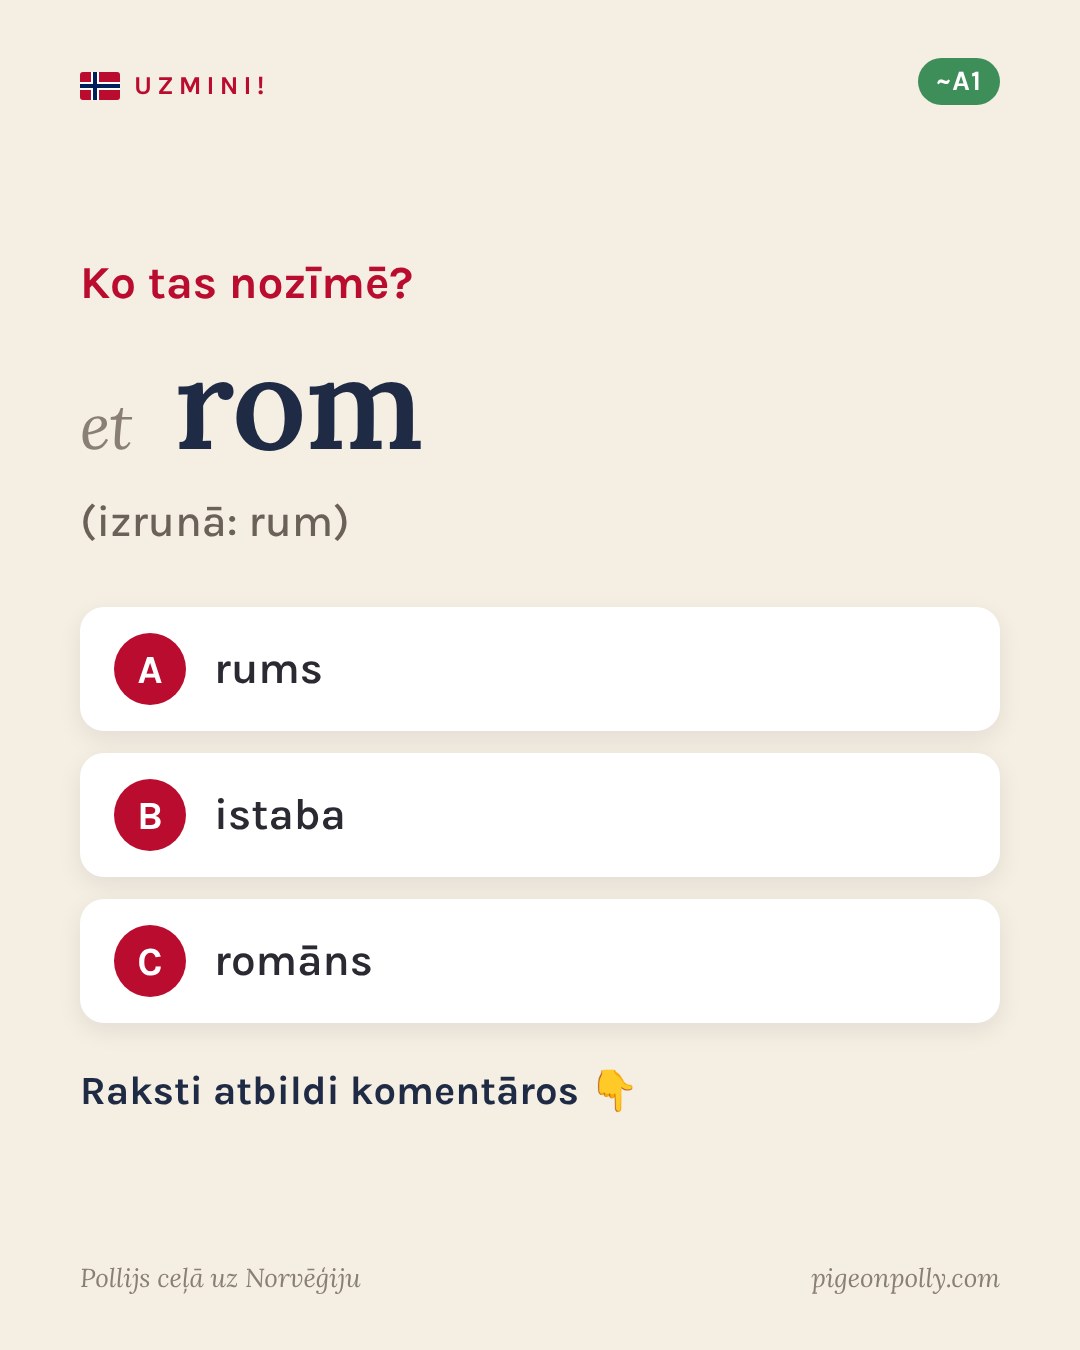 UZMINI!
~A1
Ko tas nozīmē?
et rom
(izrunā: rum)
A rums
B istaba
C romāns
Raksti atbildi komentāros 👇
Pollijs ceļā uz Norvēģiju
pigeonpolly.com